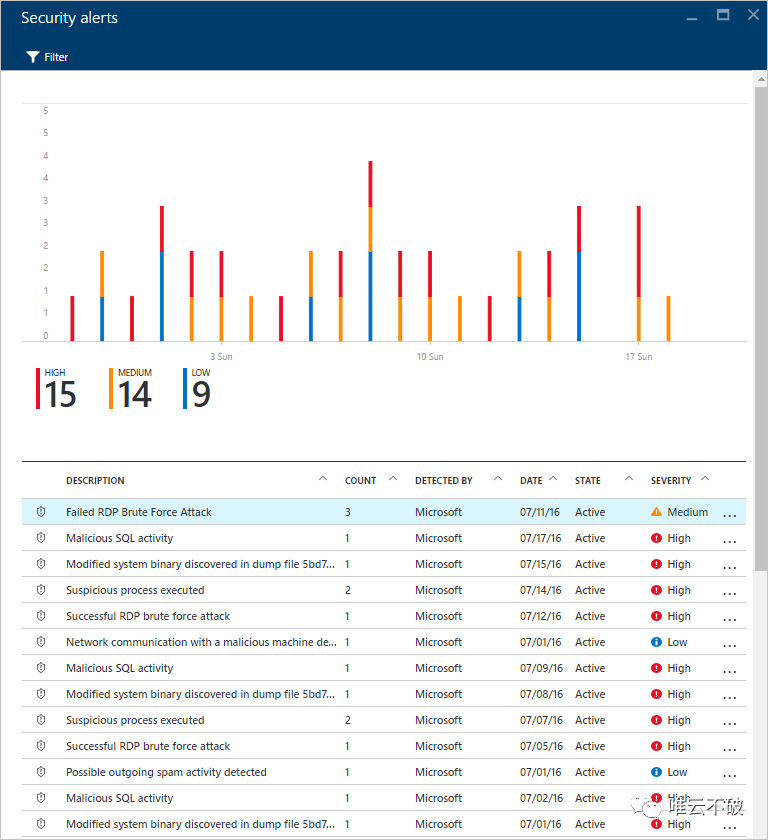 Security alerts
Filter
5
5
4
4
3
3
2
2
1
1
0
3 Sun
10 Sun
17 Sun
HIGH MEDIUM LOW
15 14 9
DESCRIPTION COUNT DETECTED BY DATE STATE SEVERITY
Failed RDP Brute Force Attack 3 Microsoft 07/11/16 Active Medium ...
Malicious SQL activity 1 Microsoft 07/17/16 Active High ...
Modified system binary discovered in dump file 5bd7... 1 Microsoft 07/15/16 Active High ...
Suspicious process executed 2 Microsoft 07/14/16 Active High ...
Successful RDP brute force attack 1 Microsoft 07/12/16 Active High ...
Network communication with a malicious machine de... 1 Microsoft 07/01/16 Active Low ...
Malicious SQL activity 1 Microsoft 07/09/16 Active High ...
Modified system binary discovered in dump file 5bd7... 1 Microsoft 07/08/16 Active High ...
Suspicious process executed 2 Microsoft 07/07/16 Active High ...
Successful RDP brute force attack 1 Microsoft 07/05/16 Active High ...
Possible outgoing spam activity detected 1 Microsoft 07/01/16 Active Low ...
Malicious SQL activity 1 Microsoft 07/02/16 Active High ...
唯云不破
Modified system binary discovered in dump file 5bd7... 1 Microsoft 07/01/16 Active High ...